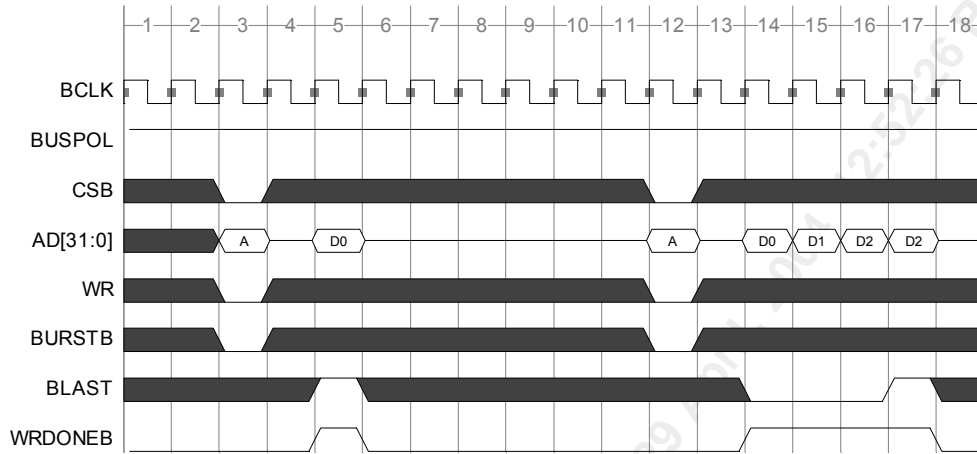 1 2 3 4 5 6 7 8 9 10 11 12 13 14 15 16 17 18
BCLK
BUSPOL
CSB
AD[31:0] A D0 A D0 D1 D2 D2
WR
BURSTB
BLAST
WRDONEB